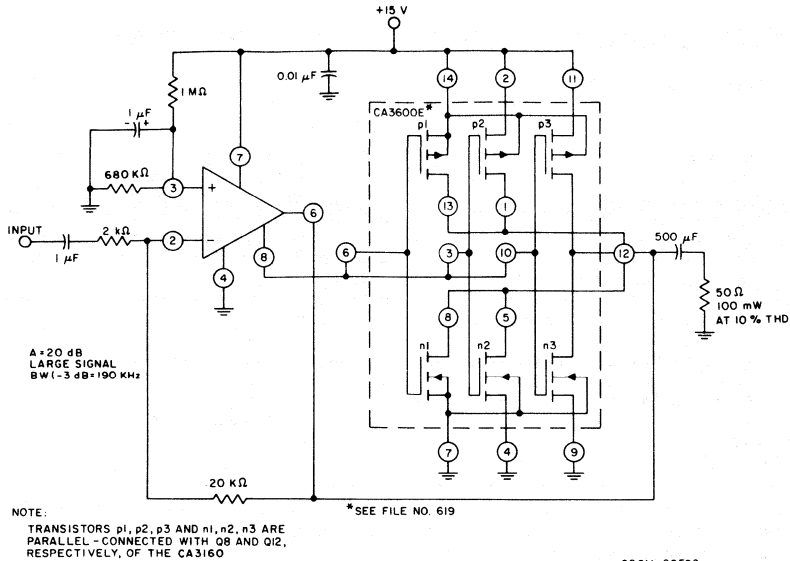 +15 V
0.01 μF
14
2
11
1 MΩ
1 μF
- +
CA3600E*
p1
p2
p3
7
680 KΩ
3
+
13
1
6
INPUT
2 kΩ
2
-
500 μF
6
3
10
12
1 μF
8
4
50Ω
100 mW
AT 10 % THD
8
5
A = 20 dB
LARGE SIGNAL
BW (-3 dB = 190 KHz
n1
n2
n3
7
4
9
20 KΩ
*SEE FILE NO. 619
NOTE:
TRANSISTORS p1, p2, p3 AND n1, n2, n3 ARE
PARALLEL - CONNECTED WITH Q8 AND Q12,
RESPECTIVELY, OF THE CA3160